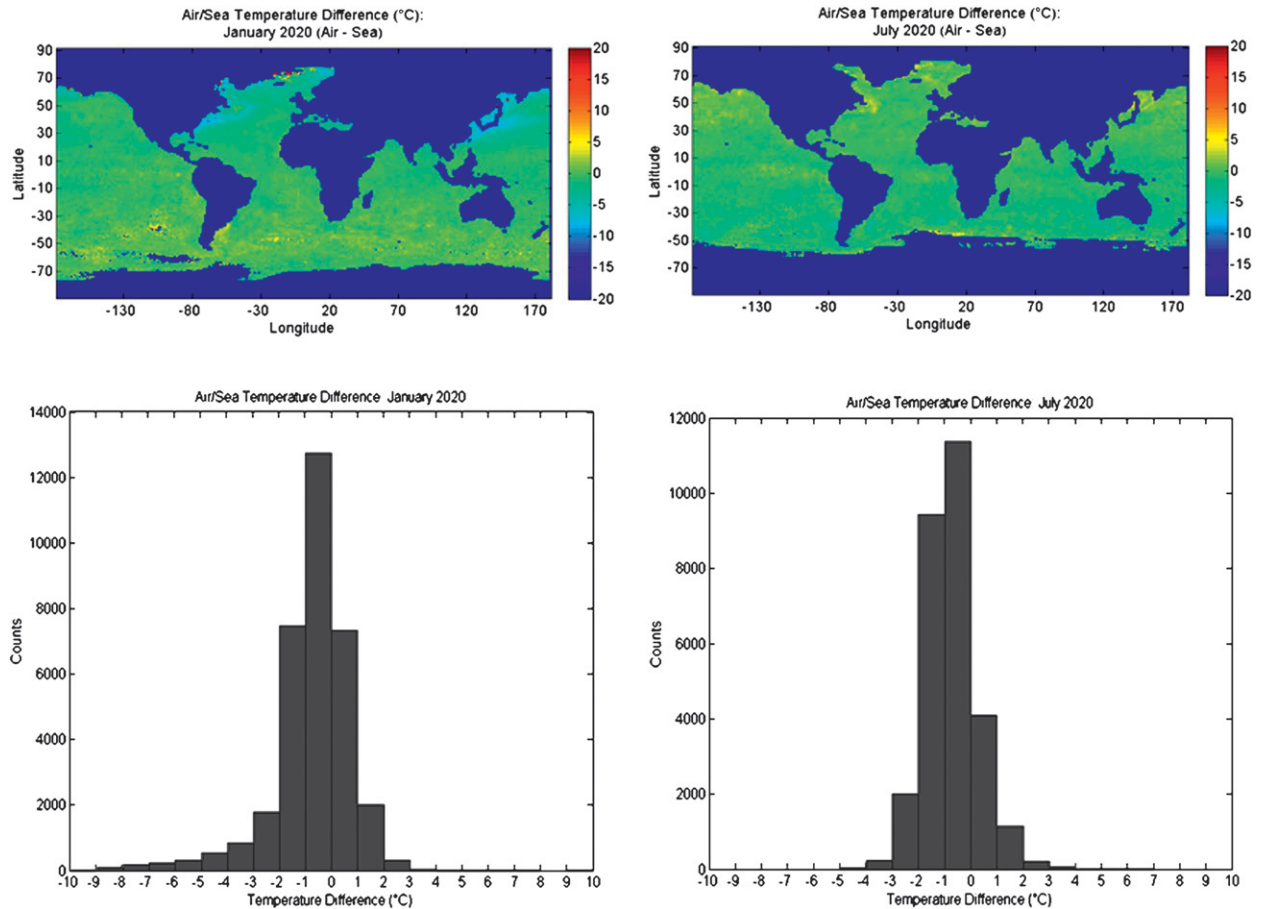 Air/Sea Temperature Difference (°C):
January 2020 (Air - Sea)
90
70
50
30
10
-10
-30
-50
-70
Latitude
-130 -80 -30 20 70 120 170
Longitude
20
15
10
5
0
-5
-10
-15
-20
Air/Sea Temperature Difference (°C):
July 2020 (Air - Sea)
90
70
50
30
10
-10
-30
-50
-70
Latitude
-130 -80 -30 20 70 120 170
Longitude
20
15
10
5
0
-5
-10
-15
-20
Air/Sea Temperature Difference January 2020
14000
12000
10000
8000
6000
4000
2000
0
Counts
-10 -9 -8 -7 -6 -5 -4 -3 -2 -1 0 1 2 3 4 5 6 7 8 9 10
Temperature Difference (°C)
Air/Sea Temperature Difference July 2020
12000
10000
8000
6000
4000
2000
0
Counts
-10 -9 -8 -7 -6 -5 -4 -3 -2 -1 0 1 2 3 4 5 6 7 8 9 10
Temperature Difference (°C)